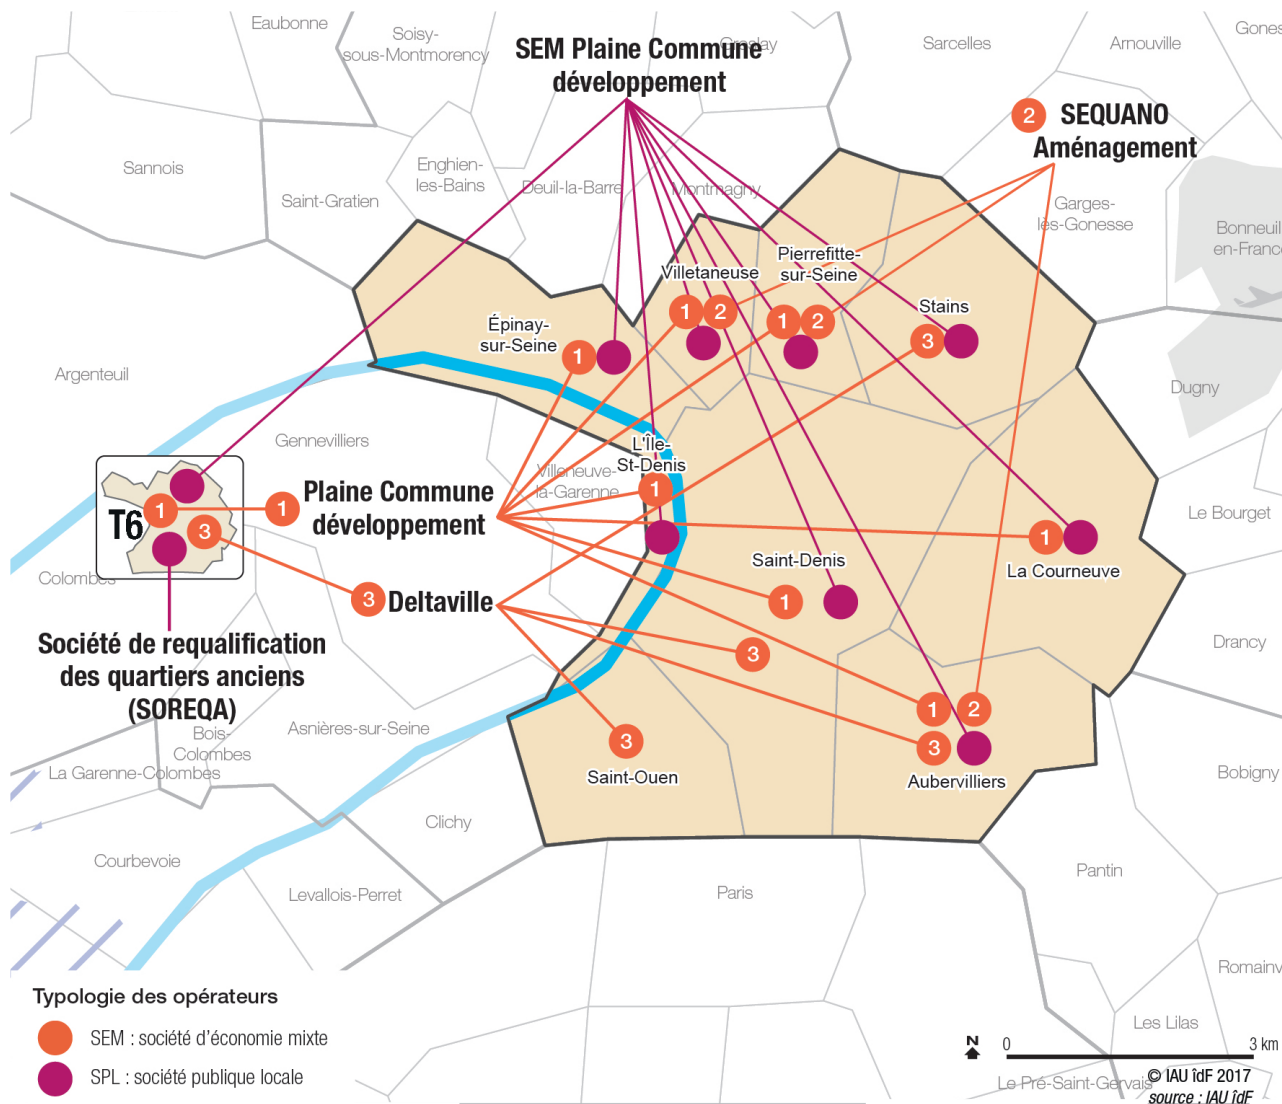 Eaubonne
Soisy-
sous-Montmorency
SEM Plaine Commune
développement
Groslay
Sarcelles
Arnouville
Gones
2
SEQUANO
Aménagement
Sannois
Enghien-
les-Bains
Saint-Gratien
Deuil-la-Barre
Montmagny
Garges-
lès-Gonesse
Bonneuil
en-France
Villetaneuse
Pierrefitte-
sur-Seine
1
2
1
2
Stains
3
Épinay-
sur-Seine
1
Argenteuil
Dugny
Gennevilliers
L'Île-
St-Denis
1
Villeneuve-
la-Garenne
Plaine Commune
développement
1
T6
1
3
Le Bourget
1
La Courneuve
Saint-Denis
1
Colombes
3
Deltaville
Société de requalification
des quartiers anciens
(SOREQA)
Drancy
3
1
2
3
Aubervilliers
3
Saint-Ouen
Asnières-sur-Seine
Bois-
Colombes
La Garenne-Colombes
Bobigny
Clichy
Courbevoie
Levallois-Perret
Paris
Pantin
Romainv
Les Lilas
Le Pré-Saint-Gervais
Typologie des opérateurs
SEM : société d'économie mixte
SPL : société publique locale
N
0
3 km
© IAU îdF 2017
source : IAU îdF